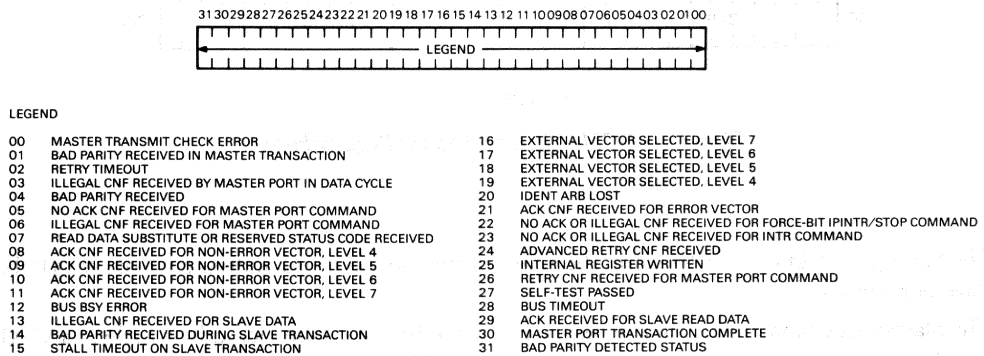 31 30 29 28 27 26 25 24 23 22 21 20 19 18 17 16 15 14 13 12 11 10 09 08 07 06 05 04 03 02 01 00
LEGEND
LEGEND
00 MASTER TRANSMIT CHECK ERROR
01 BAD PARITY RECEIVED IN MASTER TRANSACTION
02 RETRY TIMEOUT
03 ILLEGAL CNF RECEIVED BY MASTER PORT IN DATA CYCLE
04 BAD PARITY RECEIVED
05 NO ACK CNF RECEIVED FOR MASTER PORT COMMAND
06 ILLEGAL CNF RECEIVED FOR MASTER PORT COMMAND
07 READ DATA SUBSTITUTE OR RESERVED STATUS CODE RECEIVED
08 ACK CNF RECEIVED FOR NON-ERROR VECTOR, LEVEL 4
09 ACK CNF RECEIVED FOR NON-ERROR VECTOR, LEVEL 5
10 ACK CNF RECEIVED FOR NON-ERROR VECTOR, LEVEL 6
11 ACK CNF RECEIVED FOR NON-ERROR VECTOR, LEVEL 7
12 BUS BSY ERROR
13 ILLEGAL CNF RECEIVED FOR SLAVE DATA
14 BAD PARITY RECEIVED DURING SLAVE TRANSACTION
15 STALL TIMEOUT ON SLAVE TRANSACTION
16 EXTERNAL VECTOR SELECTED, LEVEL 7
17 EXTERNAL VECTOR SELECTED, LEVEL 6
18 EXTERNAL VECTOR SELECTED, LEVEL 5
19 EXTERNAL VECTOR SELECTED, LEVEL 4
20 IDENT ARB LOST
21 ACK CNF RECEIVED FOR ERROR VECTOR
22 NO ACK OR ILLEGAL CNF RECEIVED FOR FORCE-BIT IPINTR/STOP COMMAND
23 NO ACK OR ILLEGAL CNF RECEIVED FOR INTR COMMAND
24 ADVANCED RETRY CNF RECEIVED
25 INTERNAL REGISTER WRITTEN
26 RETRY CNF RECEIVED FOR MASTER PORT COMMAND
27 SELF-TEST PASSED
28 BUS TIMEOUT
29 ACK RECEIVED FOR SLAVE READ DATA
30 MASTER PORT TRANSACTION COMPLETE
31 BAD PARITY DETECTED STATUS